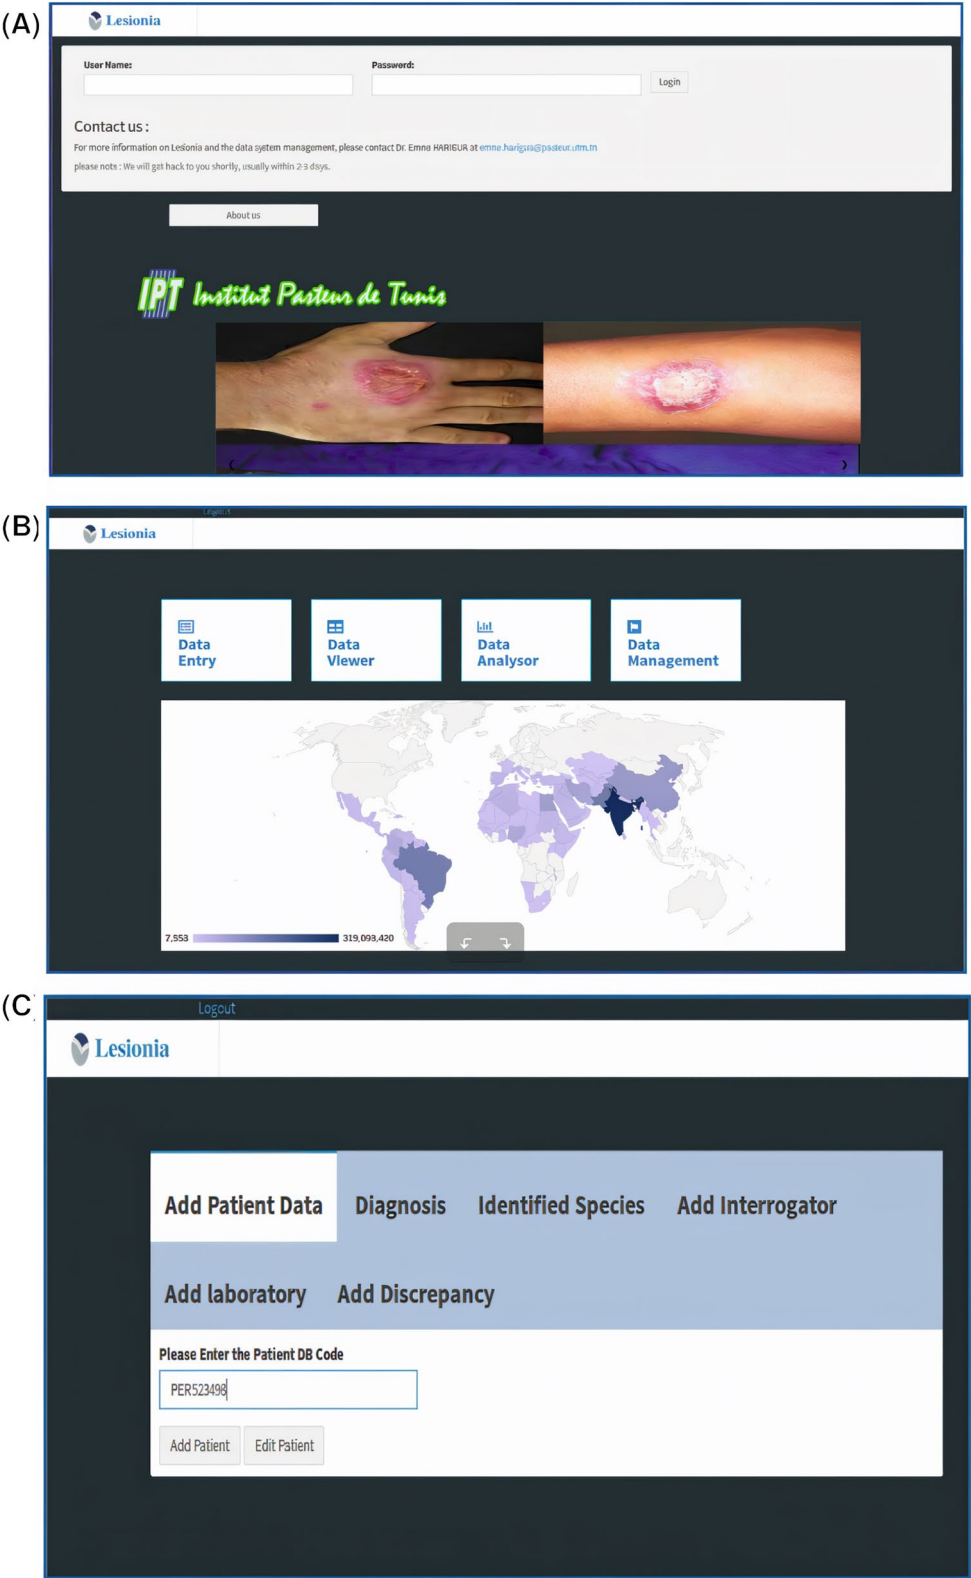 (A)
Lesionia
User Name:
Password:
Login
Contact us :
For more information on Lesionia and the data system management, please contact Dr. Emna HARIGUA at emne.harigua@pasteur.utm.tn
please note : We will get back to you shortly, usually within 2-3 days.
About us
IPT Institut Pasteur de Tunis
(B)
Logout
Lesionia
Data
Entry
Data
Viewer
Data
Analysor
Data
Management
7,553
319,093,420
(C)
Logout
Lesionia
Add Patient Data
Diagnosis
Identified Species
Add Interrogator
Add laboratory
Add Discrepancy
Please Enter the Patient DB Code
PER523498
Add Patient
Edit Patient